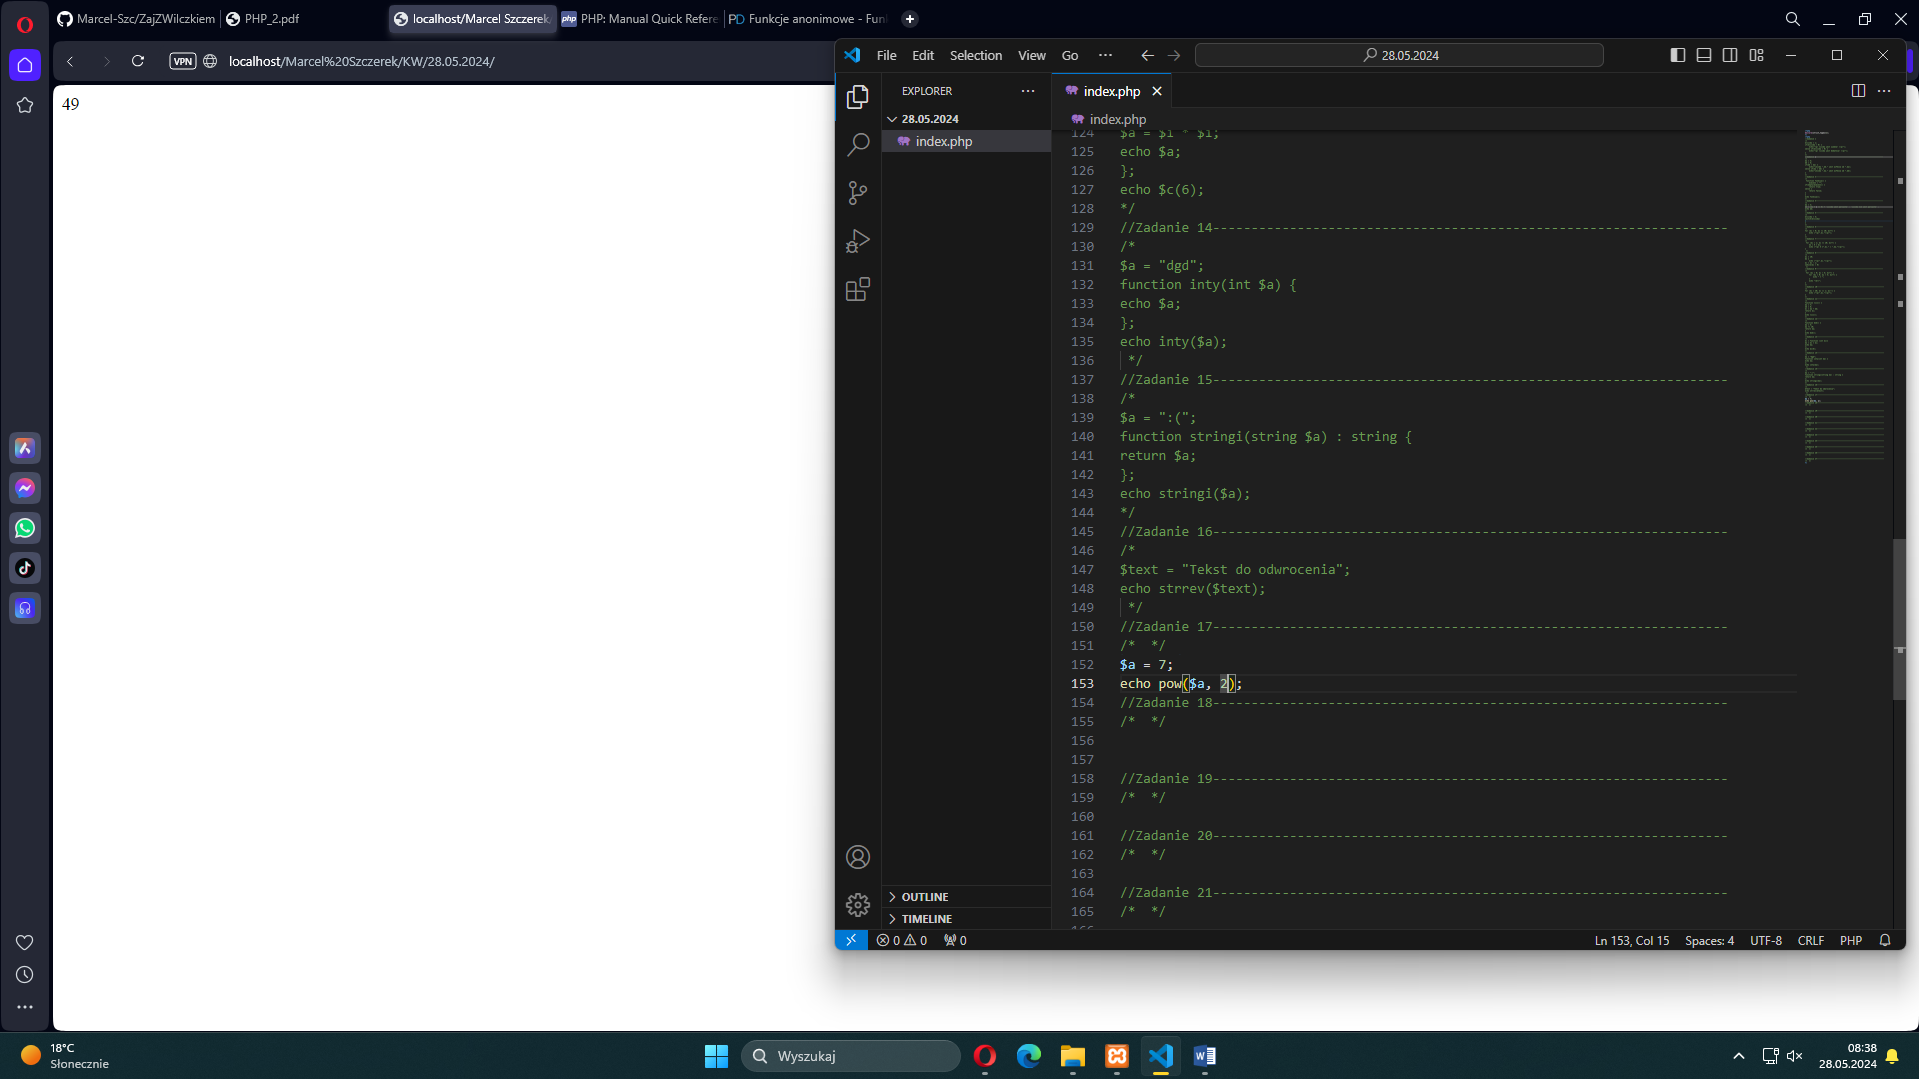 Marcel-Szc/ZajZWilczkiem
PHP_2.pdf
localhost/Marcel Szczerek
PHP: Manual Quick Refere
Funkcje anonimowe - Fun
VPN
localhost/Marcel%20Szczerek/KW/28.05.2024/
49
File Edit Selection View Go ···
28.05.2024
EXPLORER
28.05.2024
index.php
OUTLINE
TIMELINE
index.php
index.php
124 $a = $i * $i;
125 echo $a;
126 };
127 echo $c(6);
128 */
129 //Zadanie 14-------------------------------------------------------------------
130 /*
131 $a = "dgd";
132 function inty(int $a) {
133 echo $a;
134 };
135 echo inty($a);
136 */
137 //Zadanie 15-------------------------------------------------------------------
138 /*
139 $a = ":(";
140 function stringi(string $a) : string {
141 return $a;
142 };
143 echo stringi($a);
144 */
145 //Zadanie 16-------------------------------------------------------------------
146 /*
147 $text = "Tekst do odwrocenia";
148 echo strrev($text);
149 */
150 //Zadanie 17-------------------------------------------------------------------
151 /*  */
152 $a = 7;
153 echo pow($a, 2);
154 //Zadanie 18-------------------------------------------------------------------
155 /*  */
156
157
158 //Zadanie 19-------------------------------------------------------------------
159 /*  */
160
161 //Zadanie 20-------------------------------------------------------------------
162 /*  */
163
164 //Zadanie 21-------------------------------------------------------------------
165 /*  */
0 0 0
Ln 153, Col 15 Spaces: 4 UTF-8 CRLF PHP
18°C
Słonecznie
Wyszukaj
08:38
28.05.2024